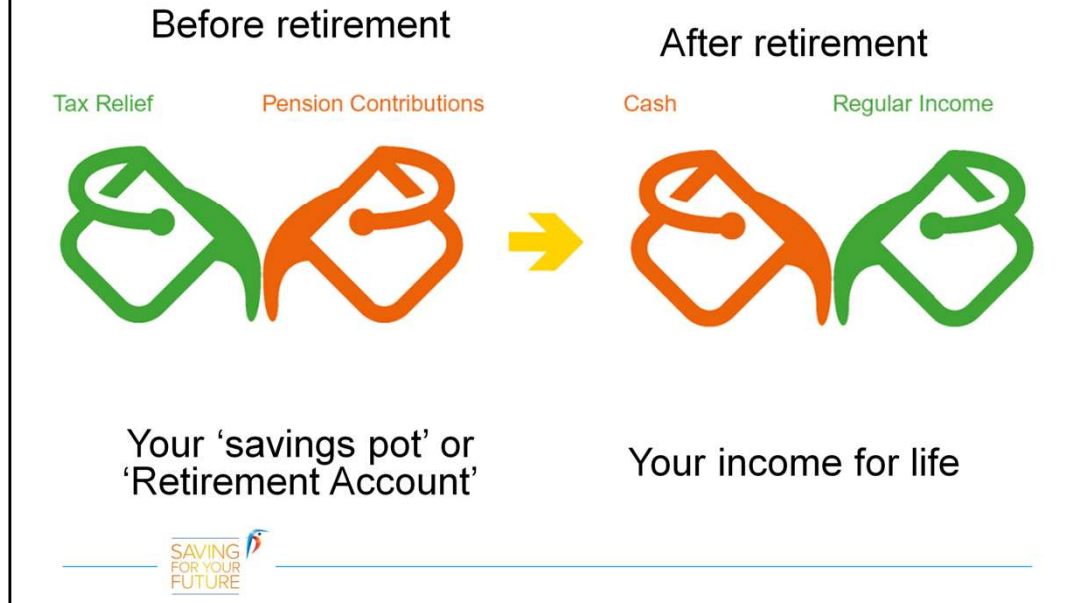 Before retirement
After retirement
Tax Relief
Pension Contributions
Cash
Regular Income
Your ‘savings pot’ or
‘Retirement Account’
Your income for life
SAVING
FOR YOUR
FUTURE